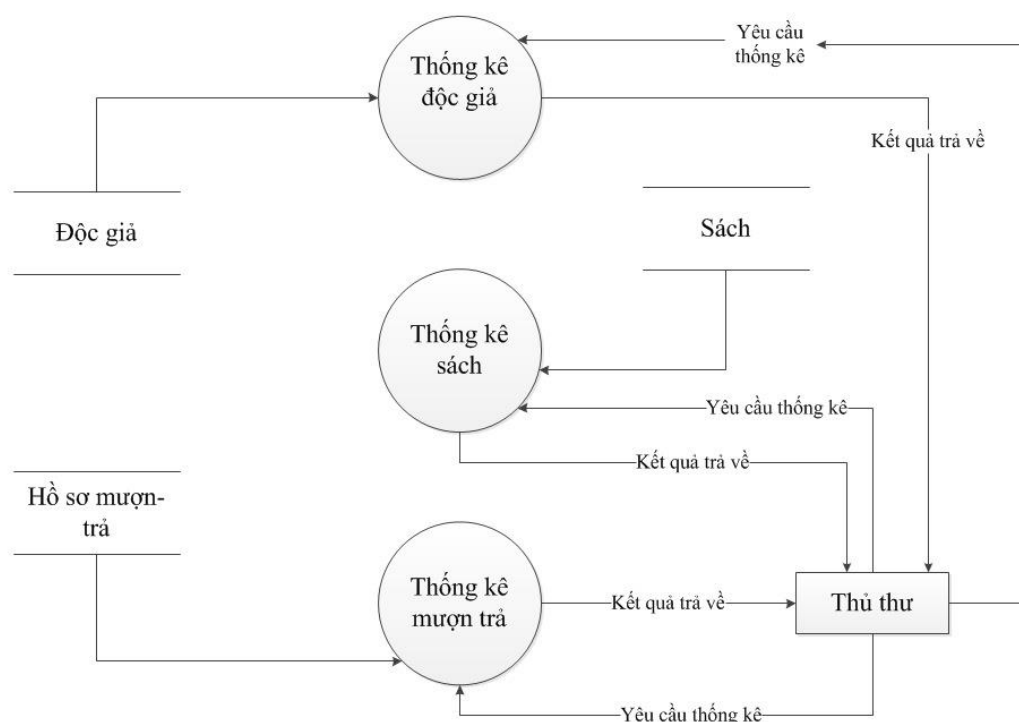 Yêu cầu
thống kê
Thống kê
độc giả
Kết quả trả về
Độc giả
Sách
Thống kê
sách
Yêu cầu thống kê
Kết quả trả về
Hồ sơ mượn-
trả
Thống kê
mượn trả
Kết quả trả về
Thủ thư
Yêu cầu thống kê